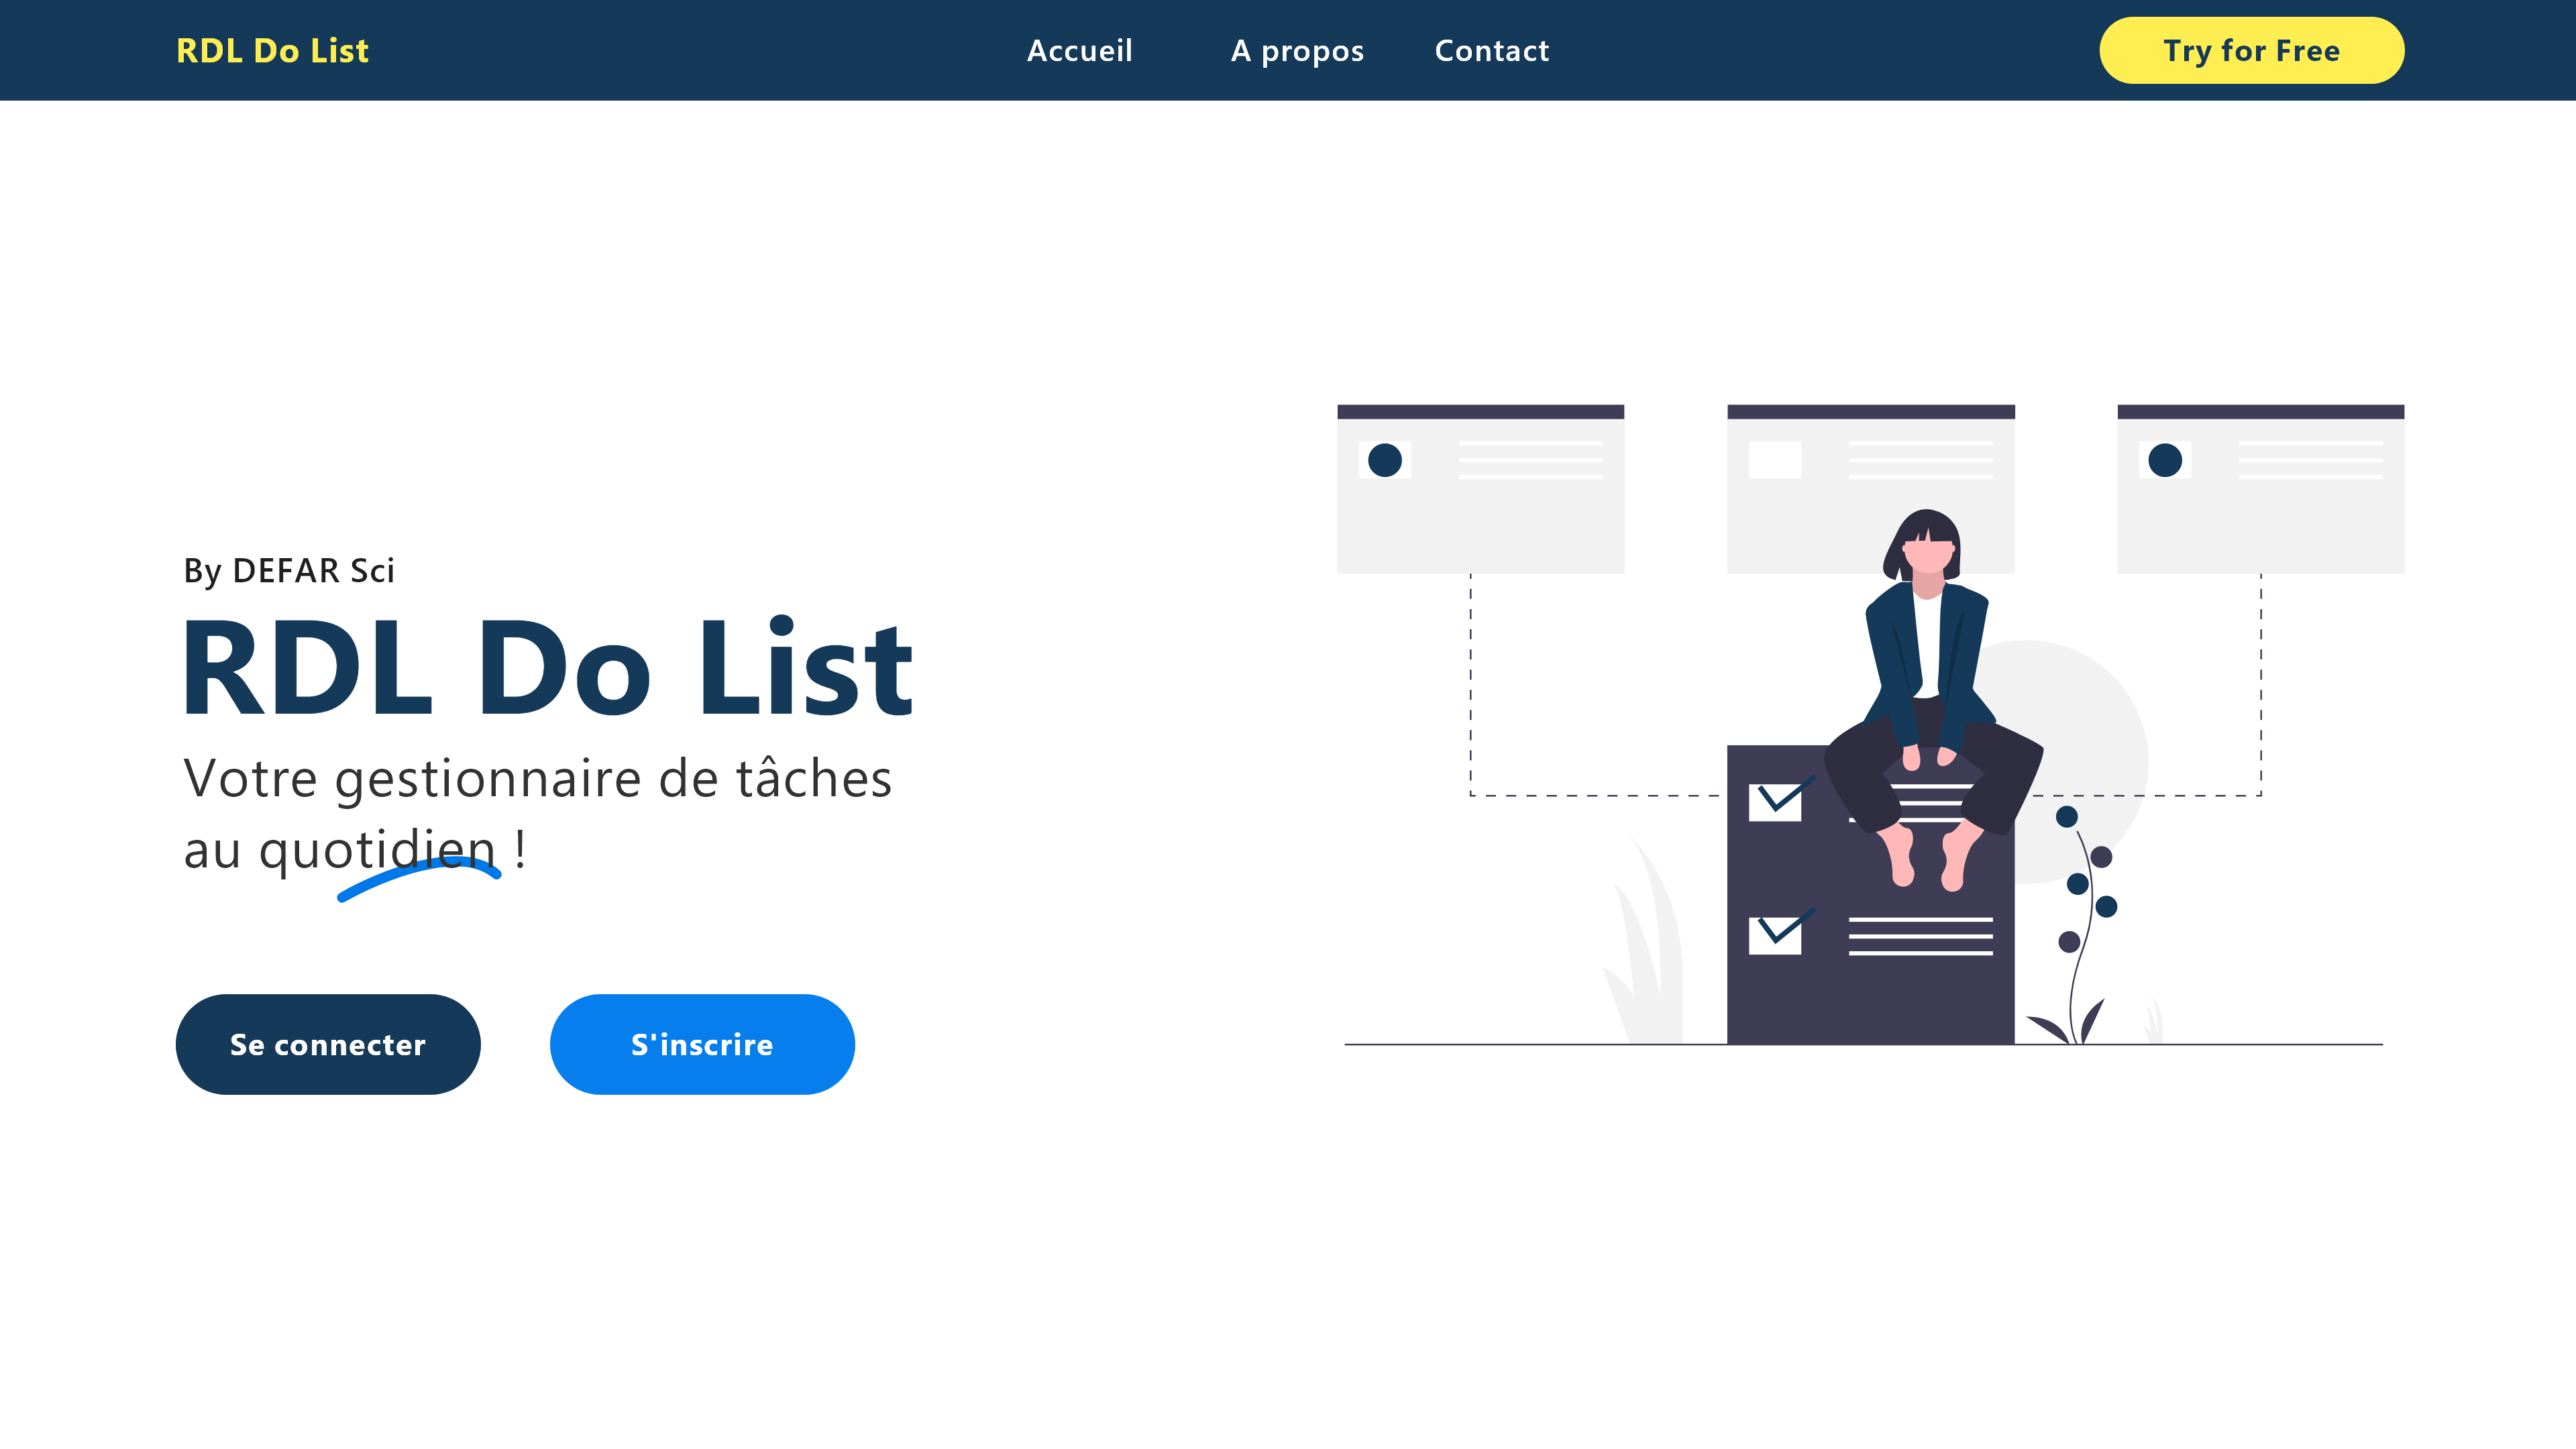 RDL Do List
Accueil
A propos
Contact
Try for Free
By DEFAR Sci
RDL Do List
Votre gestionnaire de tâches
au quotidien !
Se connecter
S'inscrire